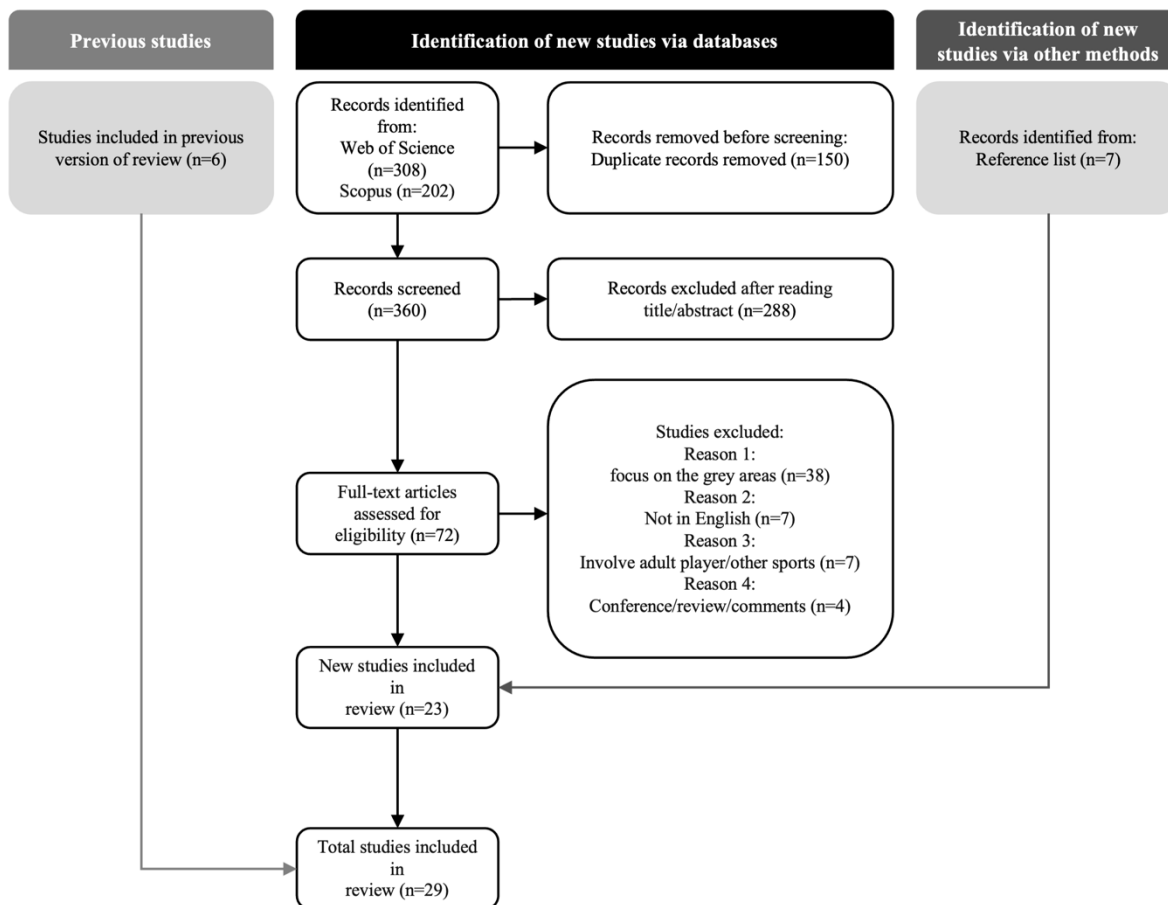 Previous studies
Identification of new studies via databases
Identification of new
studies via other methods
Studies included in previous
version of review (n=6)
Records identified
from:
Web of Science
(n=308)
Scopus (n=202)
Records removed before screening:
Duplicate records removed (n=150)
Records identified from:
Reference list (n=7)
Records screened
(n=360)
Records excluded after reading
title/abstract (n=288)
Full-text articles
assessed for
eligibility (n=72)
Studies excluded:
Reason 1:
focus on the grey areas (n=38)
Reason 2:
Not in English (n=7)
Reason 3:
Involve adult player/other sports (n=7)
Reason 4:
Conference/review/comments (n=4)
New studies included
in
review (n=23)
Total studies included
in
review (n=29)